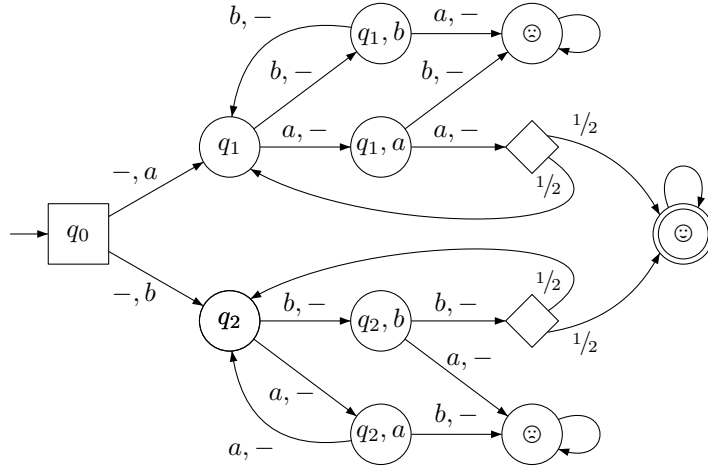 b, −
a, −
q₁, b
☹
b, −
b, −
q₁
a, −
q₁, a
a, −
1/2
1/2
−, a
q₀
☺
−, b
q₂
b, −
q₂, b
b, −
1/2
1/2
a, −
a, −
a, −
q₂, a
b, −
☹